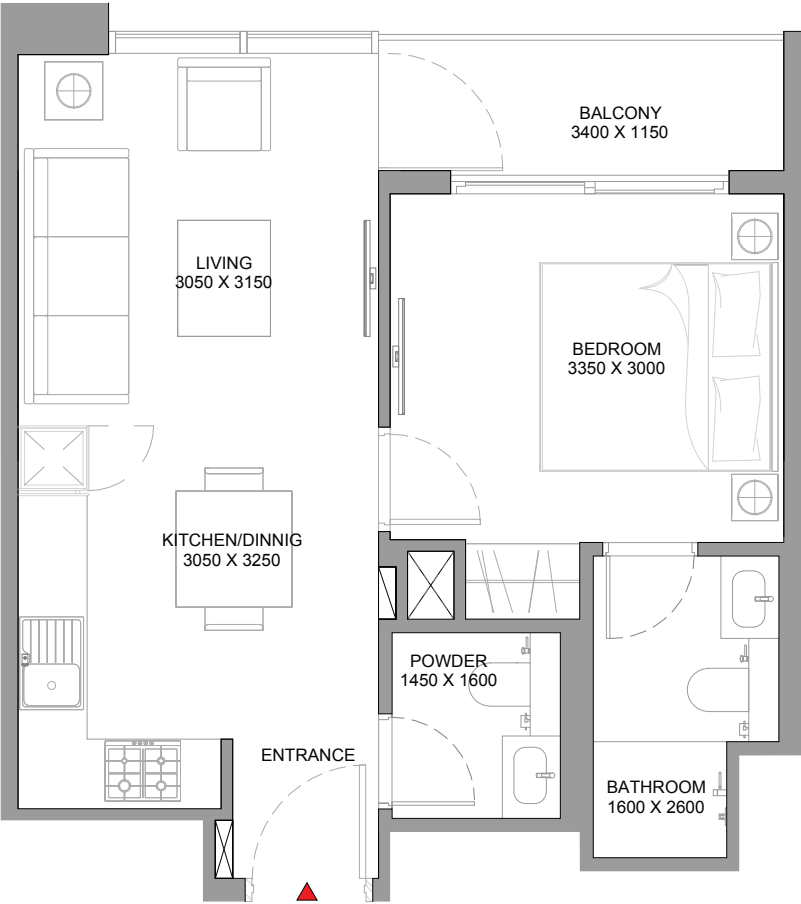 BALCONY
3400 X 1150
LIVING
3050 X 3150
BEDROOM
3350 X 3000
KITCHEN/DINNIG
3050 X 3250
POWDER
1450 X 1600
ENTRANCE
BATHROOM
1600 X 2600